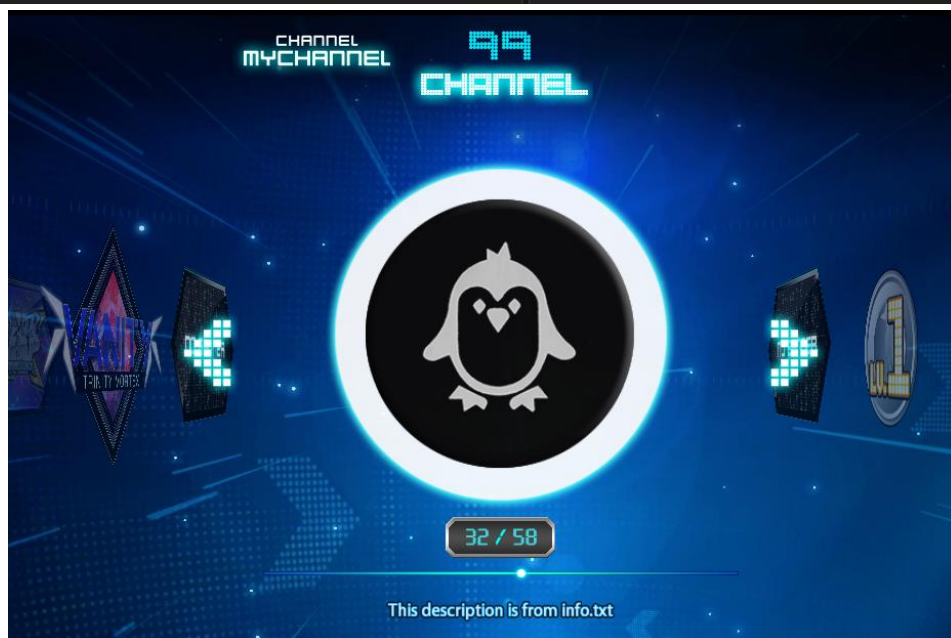 CHANNEL
MYCHANNEL
99
CHANNEL
VANITY
TRINITY VORTEX
LV.1
32 / 58
This description is from info.txt